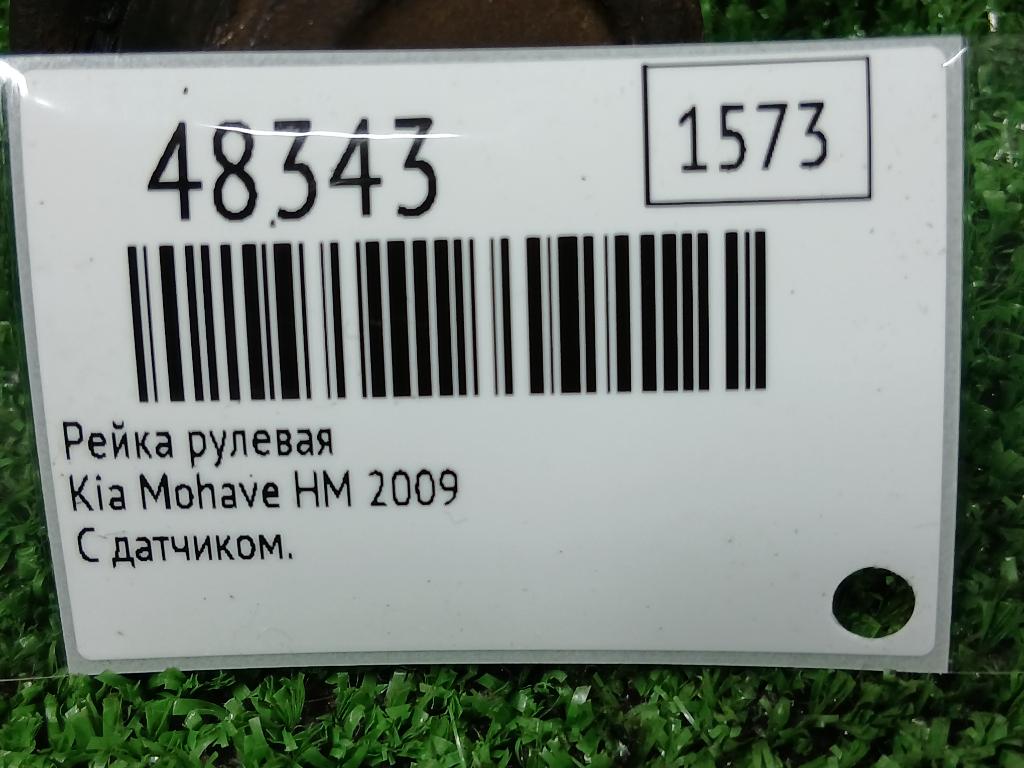 48343
1573
Рейка рулевая
Kia Mohave HM 2009
С датчиком.